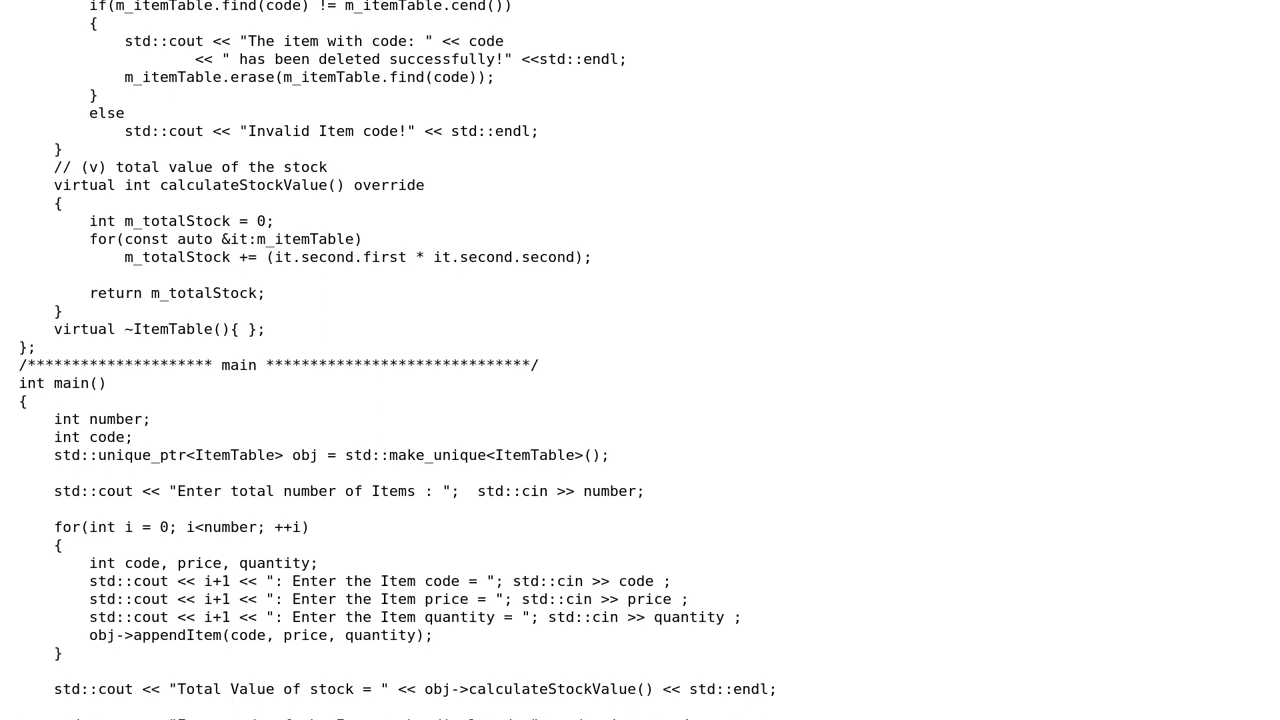 if(m_itemTable.find(code) != m_itemTable.cend())
        {
            std::cout << "The item with code: " << code
                    << " has been deleted successfully!" <<std::endl;
            m_itemTable.erase(m_itemTable.find(code));
        }
        else
            std::cout << "Invalid Item code!" << std::endl;
    }
    // (v) total value of the stock
    virtual int calculateStockValue() override
    {
        int m_totalStock = 0;
        for(const auto &it:m_itemTable)
            m_totalStock += (it.second.first * it.second.second);

        return m_totalStock;
    }
    virtual ~ItemTable(){ };
};
/********************* main ******************************/
int main()
{
    int number;
    int code;
    std::unique_ptr<ItemTable> obj = std::make_unique<ItemTable>();

    std::cout << "Enter total number of Items : ";  std::cin >> number;

    for(int i = 0; i<number; ++i)
    {
        int code, price, quantity;
        std::cout << i+1 << ": Enter the Item code = "; std::cin >> code ;
        std::cout << i+1 << ": Enter the Item price = "; std::cin >> price ;
        std::cout << i+1 << ": Enter the Item quantity = "; std::cin >> quantity ;
        obj->appendItem(code, price, quantity);
    }

    std::cout << "Total Value of stock = " << obj->calculateStockValue() << std::endl;